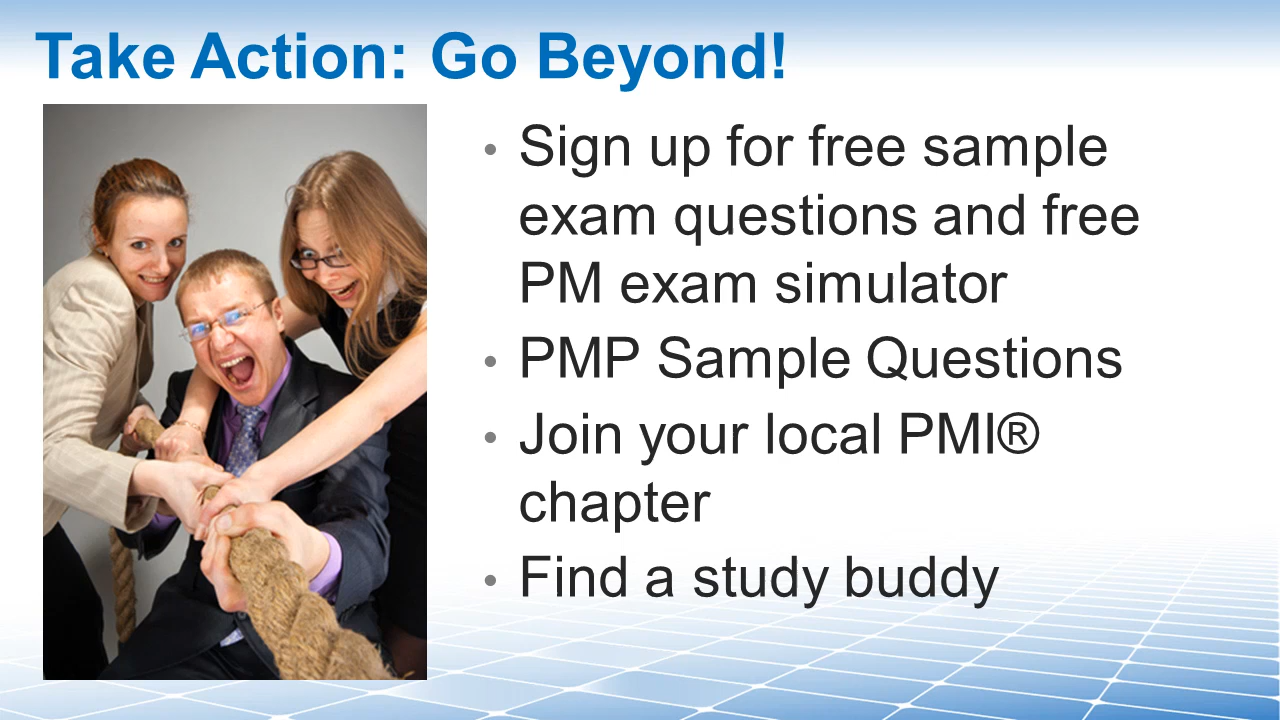 Take Action: Go Beyond!
• Sign up for free sample
exam questions and free
PM exam simulator
• PMP Sample Questions
• Join your local PMI®
chapter
• Find a study buddy